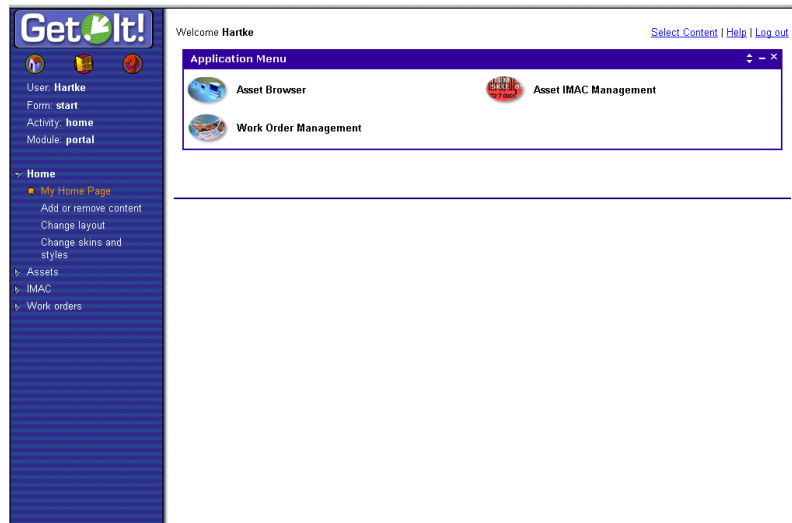 Get It!
Welcome Hartke
Select Content | Help | Log out
User: Hartke
Form: start
Activity: home
Module: portal
Home
My Home Page
Add or remove content
Change layout
Change skins and
styles
Assets
IMAC
Work orders
Application Menu
Asset Browser
Asset IMAC Management
Work Order Management